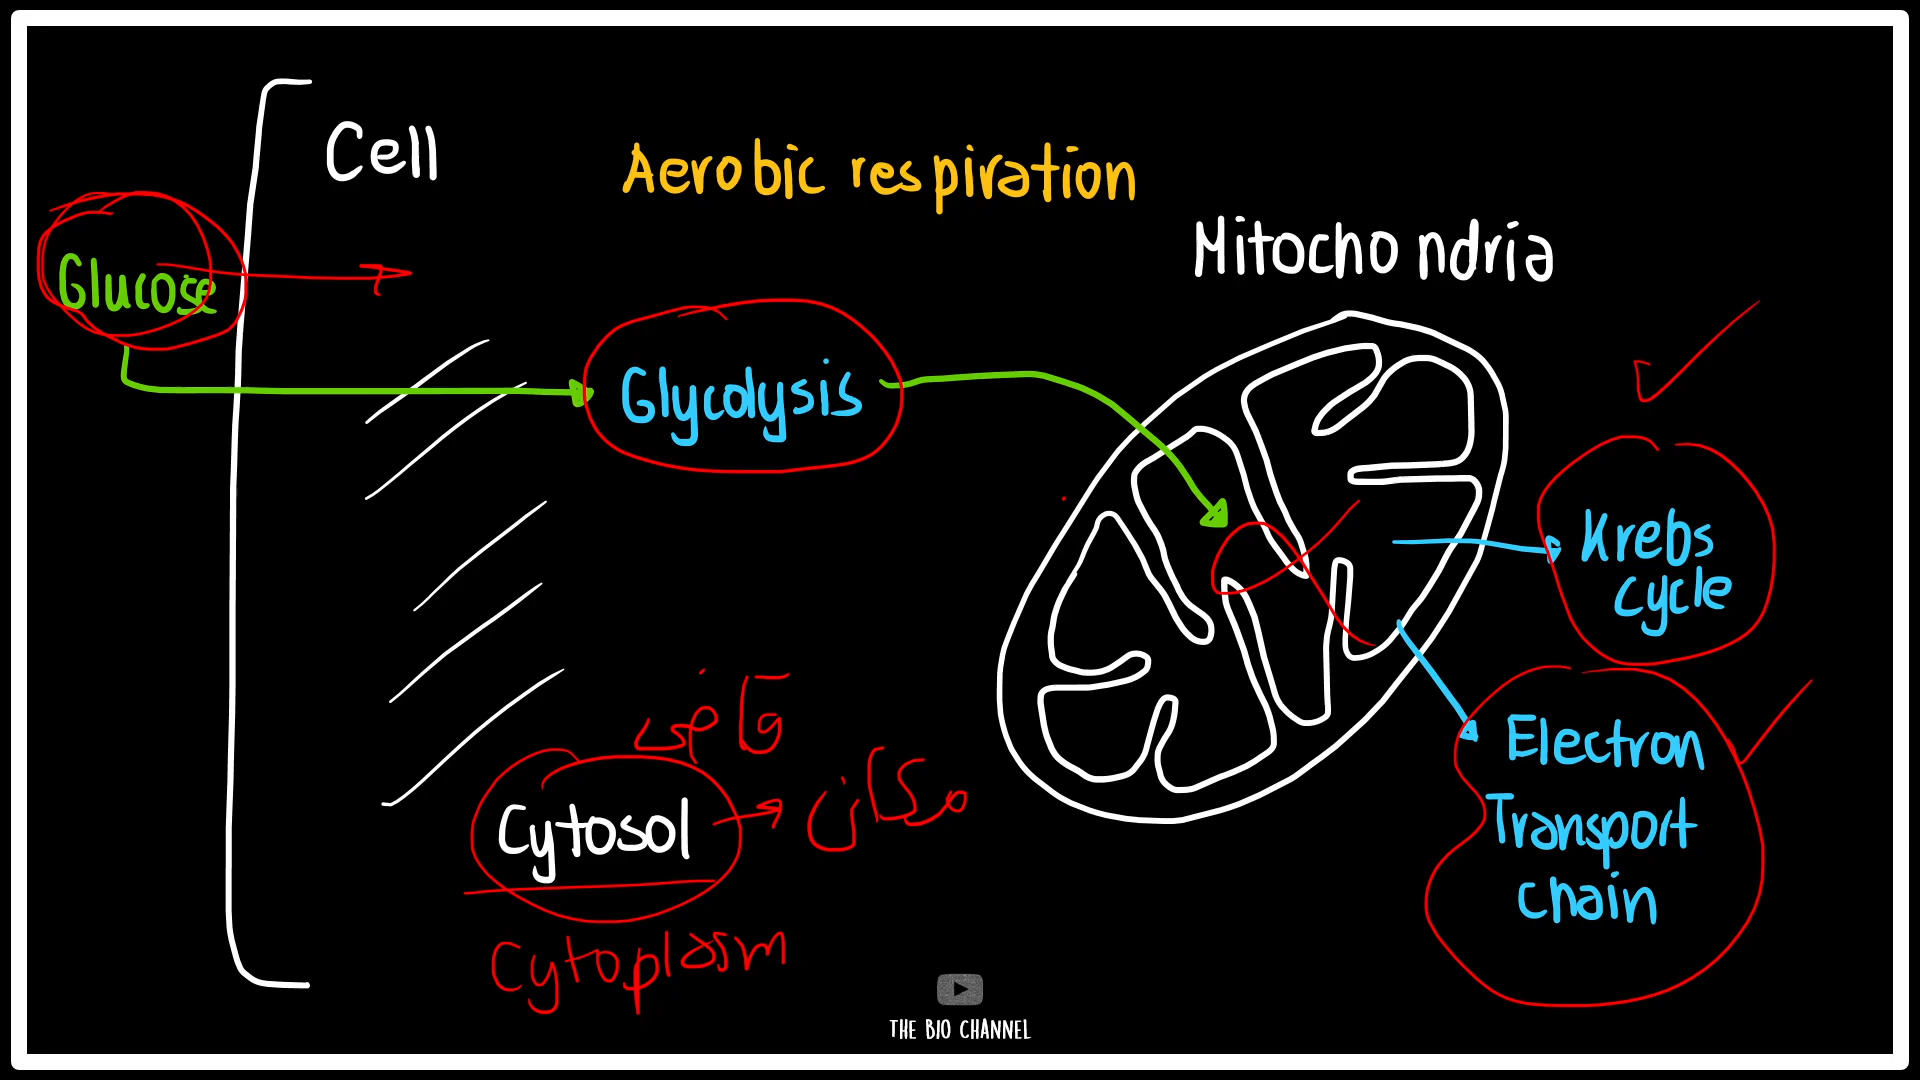 Cell
Aerobic respiration
Mitochondria
Glucose
Glycolysis
Krebs
cycle
Electron
Transport
chain
Cytosol
Cytoplasm
THE BIO CHANNEL